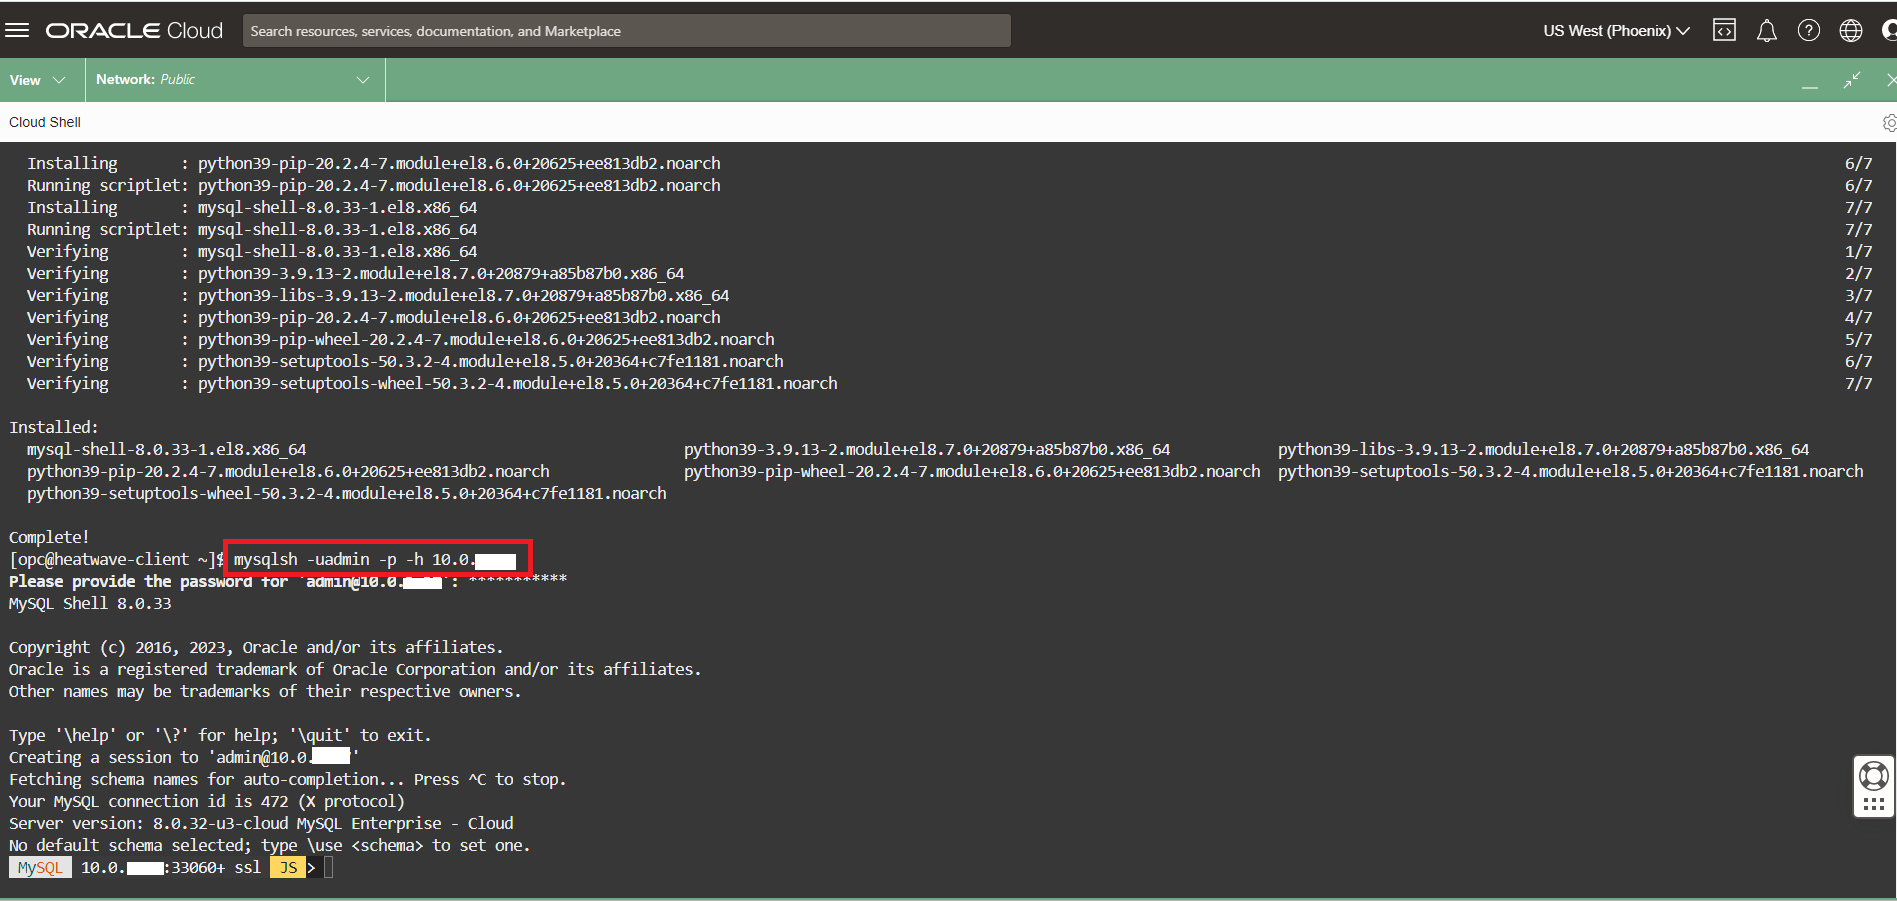 ORACLE Cloud Search resources, services, documentation, and Marketplace US West (Phoenix)
View Network: Public
Cloud Shell
Installing : python39-pip-20.2.4-7.module+el8.6.0+20625+ee813db2.noarch 6/7
Running scriptlet: python39-pip-20.2.4-7.module+el8.6.0+20625+ee813db2.noarch 6/7
Installing : mysql-shell-8.0.33-1.el8.x86_64 7/7
Running scriptlet: mysql-shell-8.0.33-1.el8.x86_64 7/7
Verifying : mysql-shell-8.0.33-1.el8.x86_64 1/7
Verifying : python39-3.9.13-2.module+el8.7.0+20879+a85b87b0.x86_64 2/7
Verifying : python39-libs-3.9.13-2.module+el8.7.0+20879+a85b87b0.x86_64 3/7
Verifying : python39-pip-20.2.4-7.module+el8.6.0+20625+ee813db2.noarch 4/7
Verifying : python39-pip-wheel-20.2.4-7.module+el8.6.0+20625+ee813db2.noarch 5/7
Verifying : python39-setuptools-50.3.2-4.module+el8.5.0+20364+c7fe1181.noarch 6/7
Verifying : python39-setuptools-wheel-50.3.2-4.module+el8.5.0+20364+c7fe1181.noarch 7/7
Installed:
mysql-shell-8.0.33-1.el8.x86_64 python39-3.9.13-2.module+el8.7.0+20879+a85b87b0.x86_64 python39-libs-3.9.13-2.module+el8.7.0+20879+a85b87b0.x86_64
python39-pip-20.2.4-7.module+el8.6.0+20625+ee813db2.noarch python39-pip-wheel-20.2.4-7.module+el8.6.0+20625+ee813db2.noarch python39-setuptools-50.3.2-4.module+el8.5.0+20364+c7fe1181.noarch
python39-setuptools-wheel-50.3.2-4.module+el8.5.0+20364+c7fe1181.noarch
Complete!
[opc@heatwave-client ~]$ mysqlsh -uadmin -p -h 10.0.
Please provide the password for 'admin@10.0. ': ***********
MySQL Shell 8.0.33
Copyright (c) 2016, 2023, Oracle and/or its affiliates.
Oracle is a registered trademark of Oracle Corporation and/or its affiliates.
Other names may be trademarks of their respective owners.
Type '\help' or '\?' for help; '\quit' to exit.
Creating a session to 'admin@10.0. '
Fetching schema names for auto-completion... Press ^C to stop.
Your MySQL connection id is 472 (X protocol)
Server version: 8.0.32-u3-cloud MySQL Enterprise - Cloud
No default schema selected; type \use <schema> to set one.
MySQL 10.0. :33060+ ssl JS >